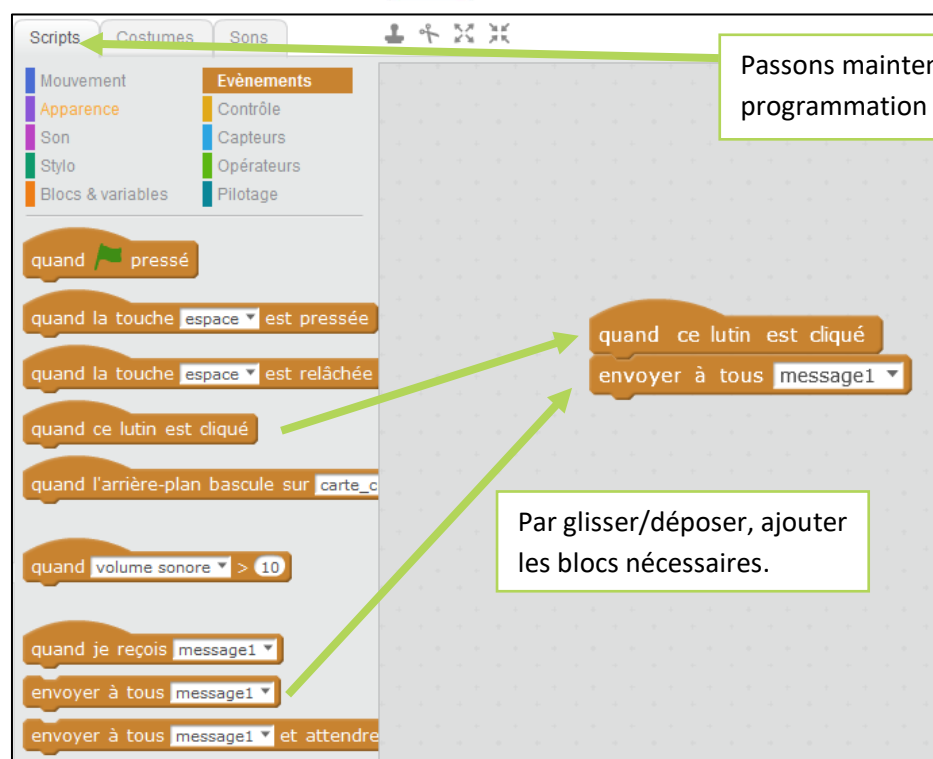 Scripts Costumes Sons
Passons mainten
programmation
Mouvement Evènements
Apparence Contrôle
Son Capteurs
Stylo Opérateurs
Blocs & variables Pilotage
quand pressé
quand la touche espace est pressée
quand la touche espace est relâchée
quand ce lutin est cliqué
quand l'arrière-plan bascule sur carte_c
quand volume sonore > 10
quand je reçois message1
envoyer à tous message1
envoyer à tous message1 et attendre
quand ce lutin est cliqué
envoyer à tous message1
Par glisser/déposer, ajouter
les blocs nécessaires.